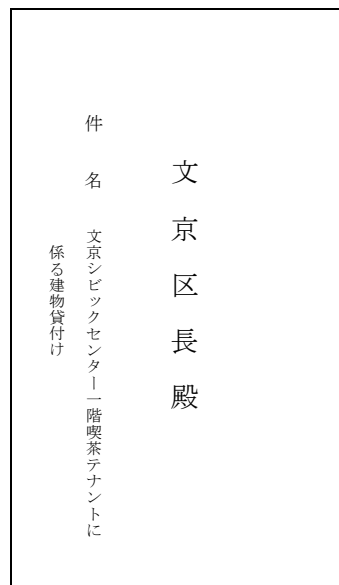 文京区長殿
件名 文京シビックセンター一階喫茶テナントに
係る建物貸付け